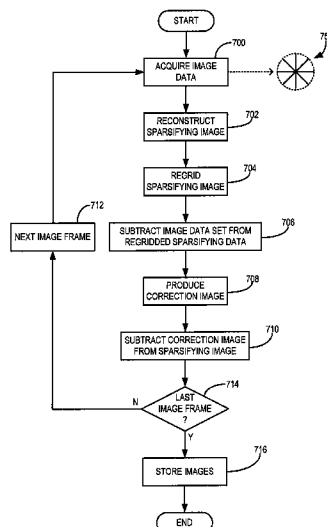 START
ACQUIRE IMAGE
DATA
700
75
RECONSTRUCT
SPARSIFYING IMAGE
702
REGRID
SPARSIFYING IMAGE
704
712
NEXT IMAGE FRAME
SUBTRACT IMAGE DATA SET FROM
REGRIDDED SPARSIFYING DATA
706
PRODUCE
CORRECTION IMAGE
708
SUBTRACT CORRECTION IMAGE
FROM SPARSIFYING IMAGE
710
N
LAST
IMAGE FRAME
?
714
Y
STORE IMAGES
716
END